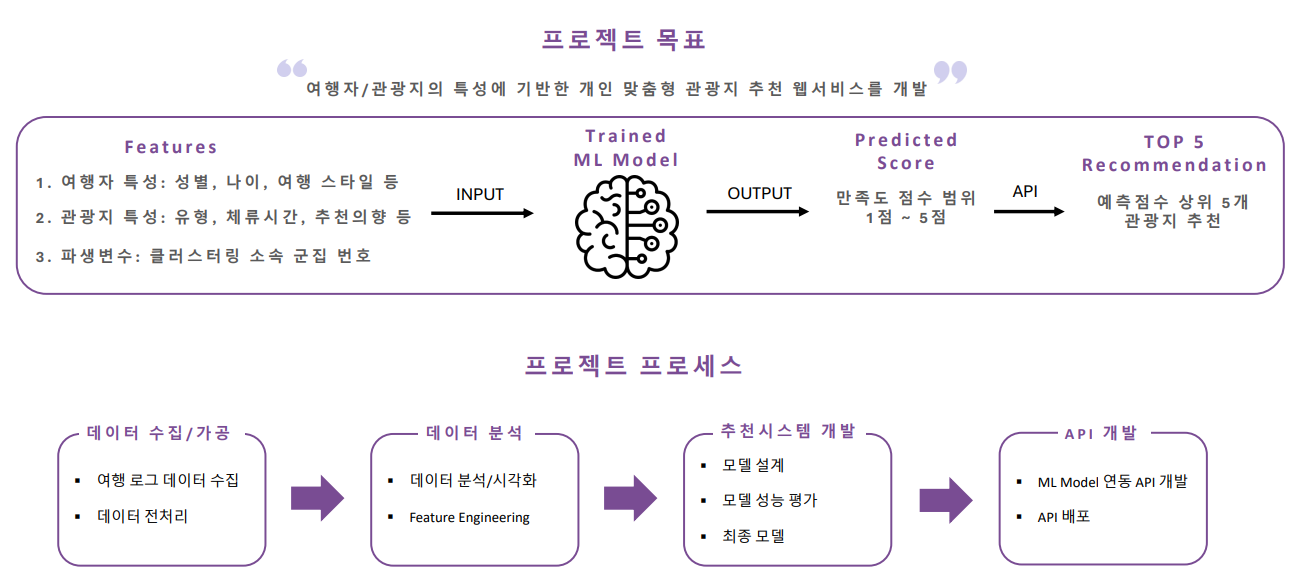 프로젝트 목표
“ 여행자/관광지의 특성에 기반한 개인 맞춤형 관광지 추천 웹서비스를 개발 ”
Features
1. 여행자 특성: 성별, 나이, 여행 스타일 등
2. 관광지 특성: 유형, 체류시간, 추천의향 등
3. 파생변수: 클러스터링 소속 군집 번호
INPUT
Trained
ML Model
OUTPUT
Predicted
Score
만족도 점수 범위
1점 ~ 5점
API
TOP 5
Recommendation
예측점수 상위 5개
관광지 추천
프로젝트 프로세스
데이터 수집/가공
▪ 여행 로그 데이터 수집
▪ 데이터 전처리
데이터 분석
▪ 데이터 분석/시각화
▪ Feature Engineering
추천시스템 개발
▪ 모델 설계
▪ 모델 성능 평가
▪ 최종 모델
API 개발
▪ ML Model 연동 API 개발
▪ API 배포